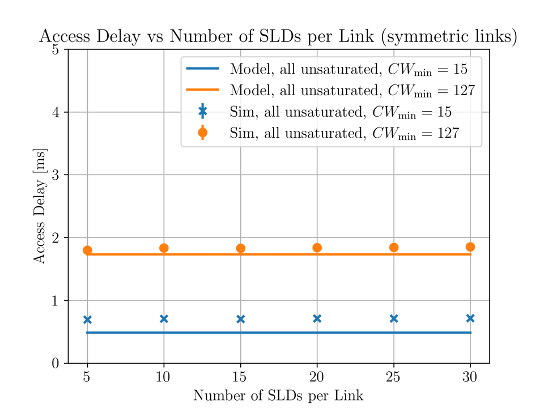 Access Delay vs Number of SLDs per Link (symmetric links)
Access Delay [ms]
5
4
3
2
1
0
Model, all unsaturated, CWmin = 15
Model, all unsaturated, CWmin = 127
Sim, all unsaturated, CWmin = 15
Sim, all unsaturated, CWmin = 127
5 10 15 20 25 30
Number of SLDs per Link